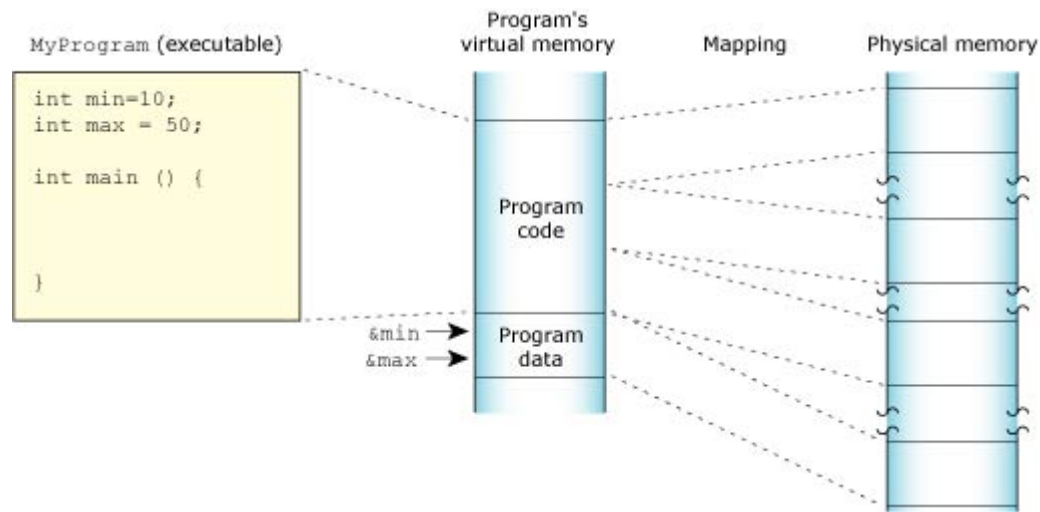 MyProgram (executable)
int min=10;
int max = 50;
int main () {
}
Program's
virtual memory
Program
code
&min
&max
Program
data
Mapping
Physical memory